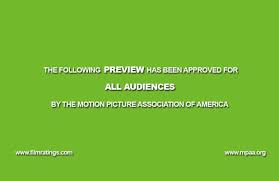 THE FOLLOWING PREVIEW HAS BEEN APPROVED FOR
ALL AUDIENCES
BY THE MOTION PICTURE ASSOCIATION OF AMERICA
www.filmratings.com www.mpaa.org